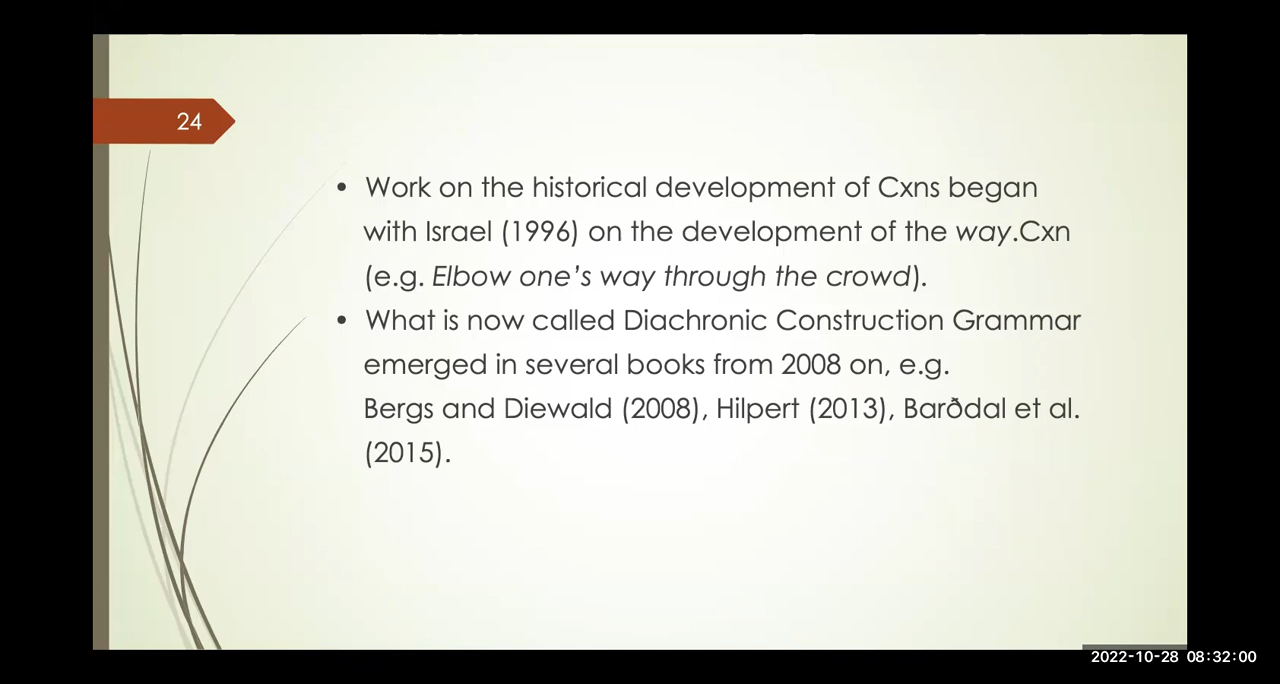 24
• Work on the historical development of Cxns began
with Israel (1996) on the development of the way.Cxn
(e.g. Elbow one’s way through the crowd).
• What is now called Diachronic Construction Grammar
emerged in several books from 2008 on, e.g.
Bergs and Diewald (2008), Hilpert (2013), Barðdal et al.
(2015).
2022-10-28 08:32:00